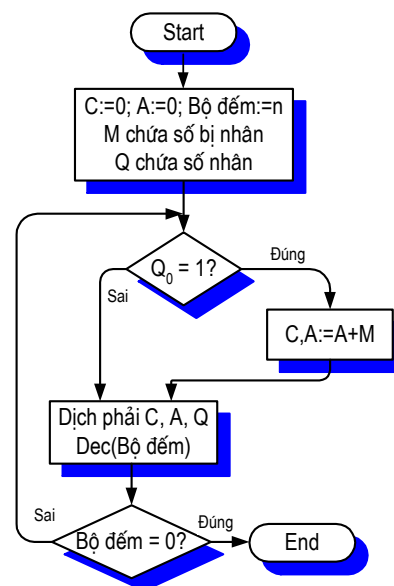 Start
C:=0; A:=0; Bộ đếm:=n
M chứa số bị nhân
Q chứa số nhân
Q0 = 1?
Đúng
Sai
C,A:=A+M
Dịch phải C, A, Q
Dec(Bộ đếm)
Sai
Bộ đếm = 0?
Đúng
End